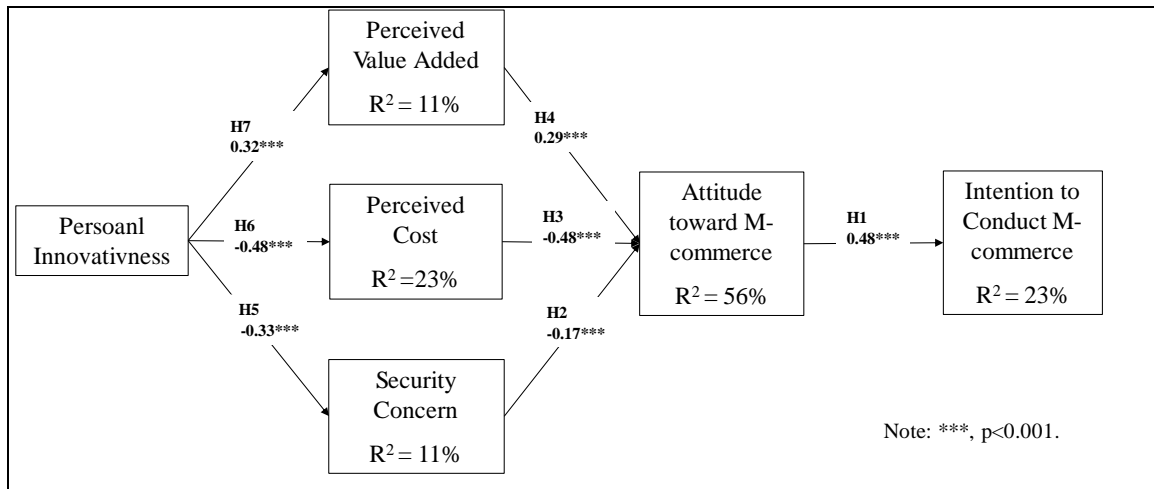 Perceived
Value Added
R² = 11%
H7
0.32***
H4
0.29***
Persoanl
Innovativness
H6
-0.48***
Perceived
Cost
R² =23%
H3
-0.48***
Attitude
toward M-
commerce
R² = 56%
H1
0.48***
Intention to
Conduct M-
commerce
R² = 23%
H5
-0.33***
H2
-0.17***
Security
Concern
R² = 11%
Note: ***, p<0.001.